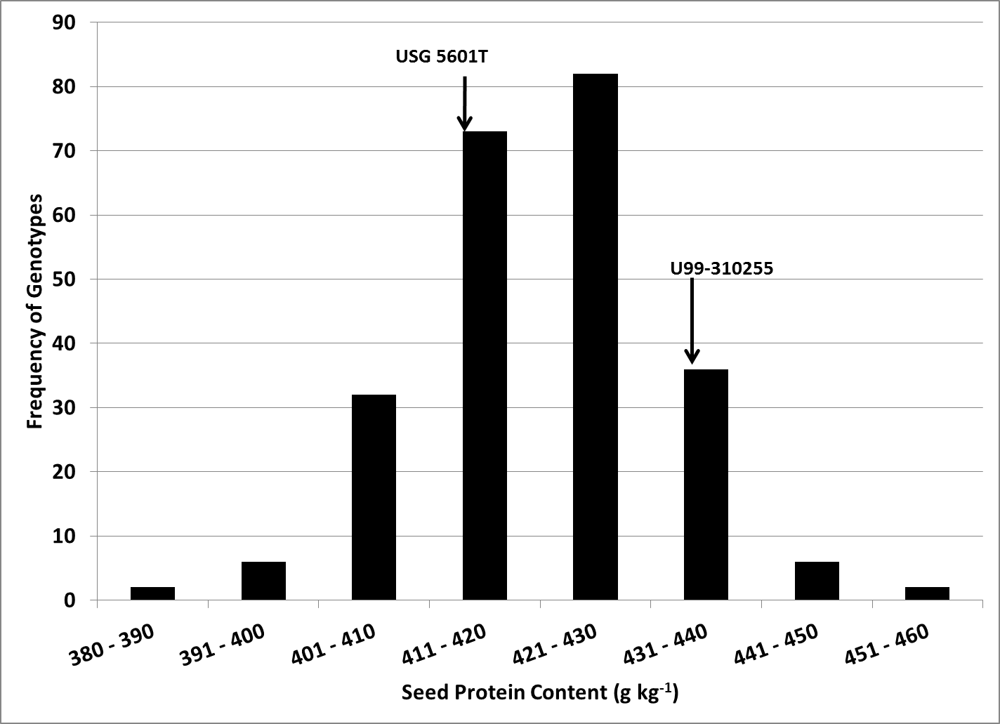 90
80
70
60
50
40
30
20
10
0
Frequency of Genotypes
USG 5601T
U99-310255
380 - 390
391 - 400
401 - 410
411 - 420
421 - 430
431 - 440
441 - 450
451 - 460
Seed Protein Content (g kg⁻¹)